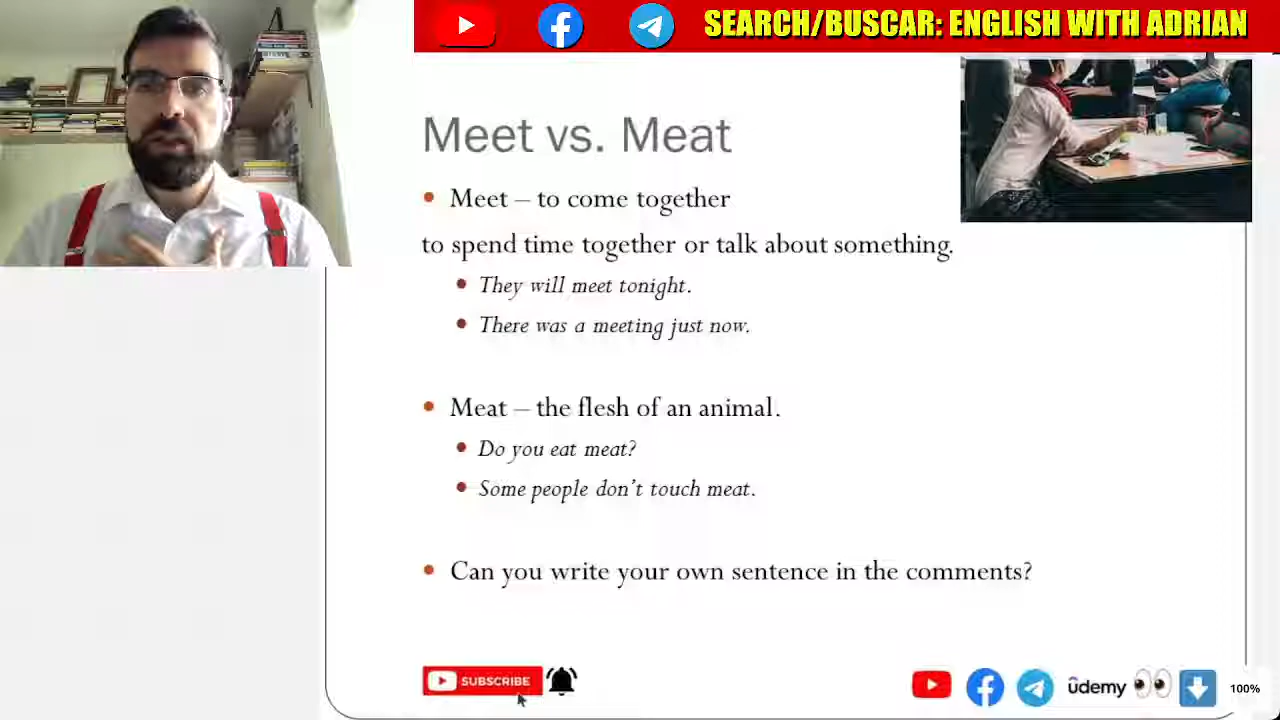 SEARCH/BUSCAR: ENGLISH WITH ADRIAN
Meet vs. Meat
Meet – to come together
to spend time together or talk about something.
They will meet tonight.
There was a meeting just now.
Meat – the flesh of an animal.
Do you eat meat?
Some people don't touch meat.
Can you write your own sentence in the comments?
SUBSCRIBE
ûdemy
100%